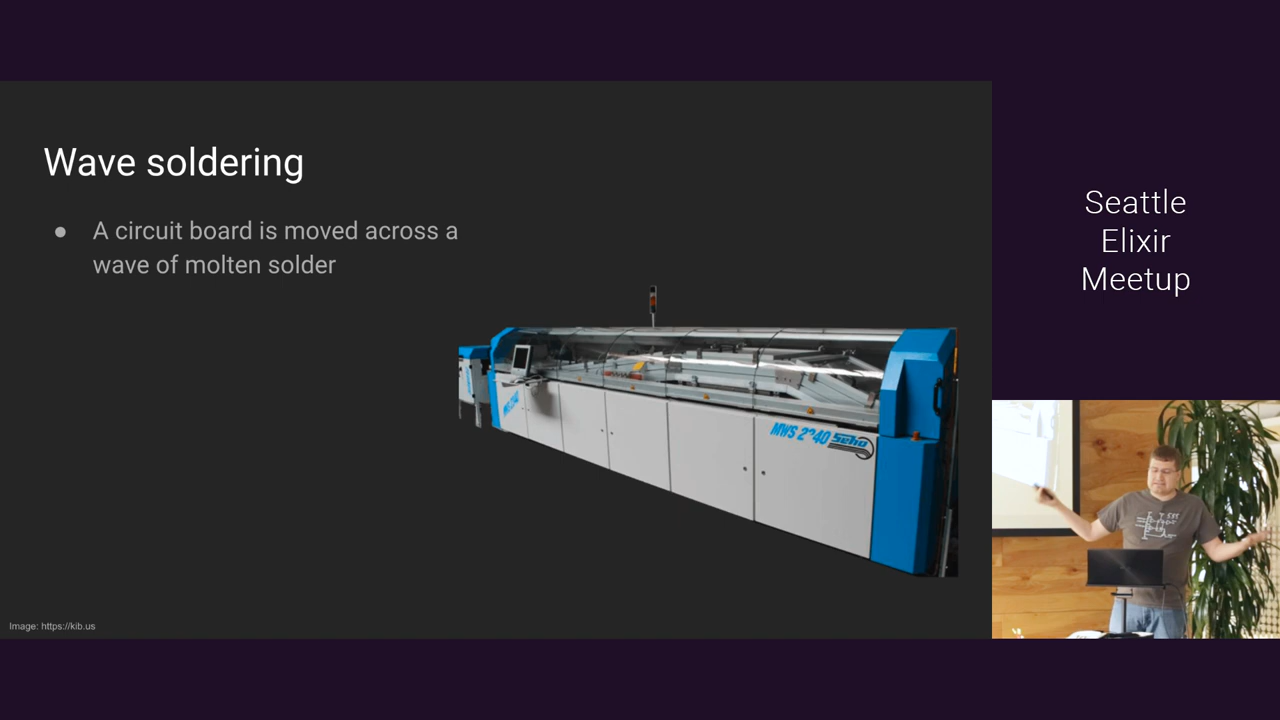 Wave soldering
● A circuit board is moved across a
wave of molten solder
MWS 2340 Seho
Image: https://kib.us
Seattle
Elixir
Meetup